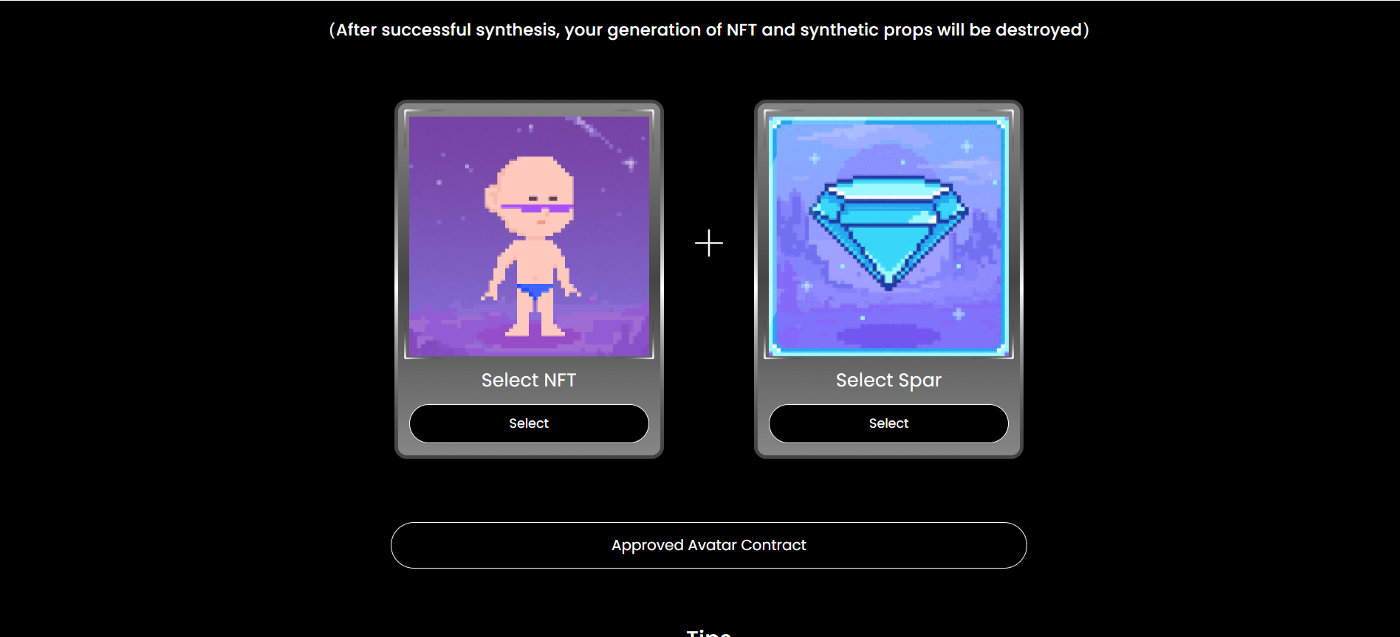 (After successful synthesis, your generation of NFT and synthetic props will be destroyed)
Select NFT
Select Spar
Select
Select
Approved Avatar Contract
Tips